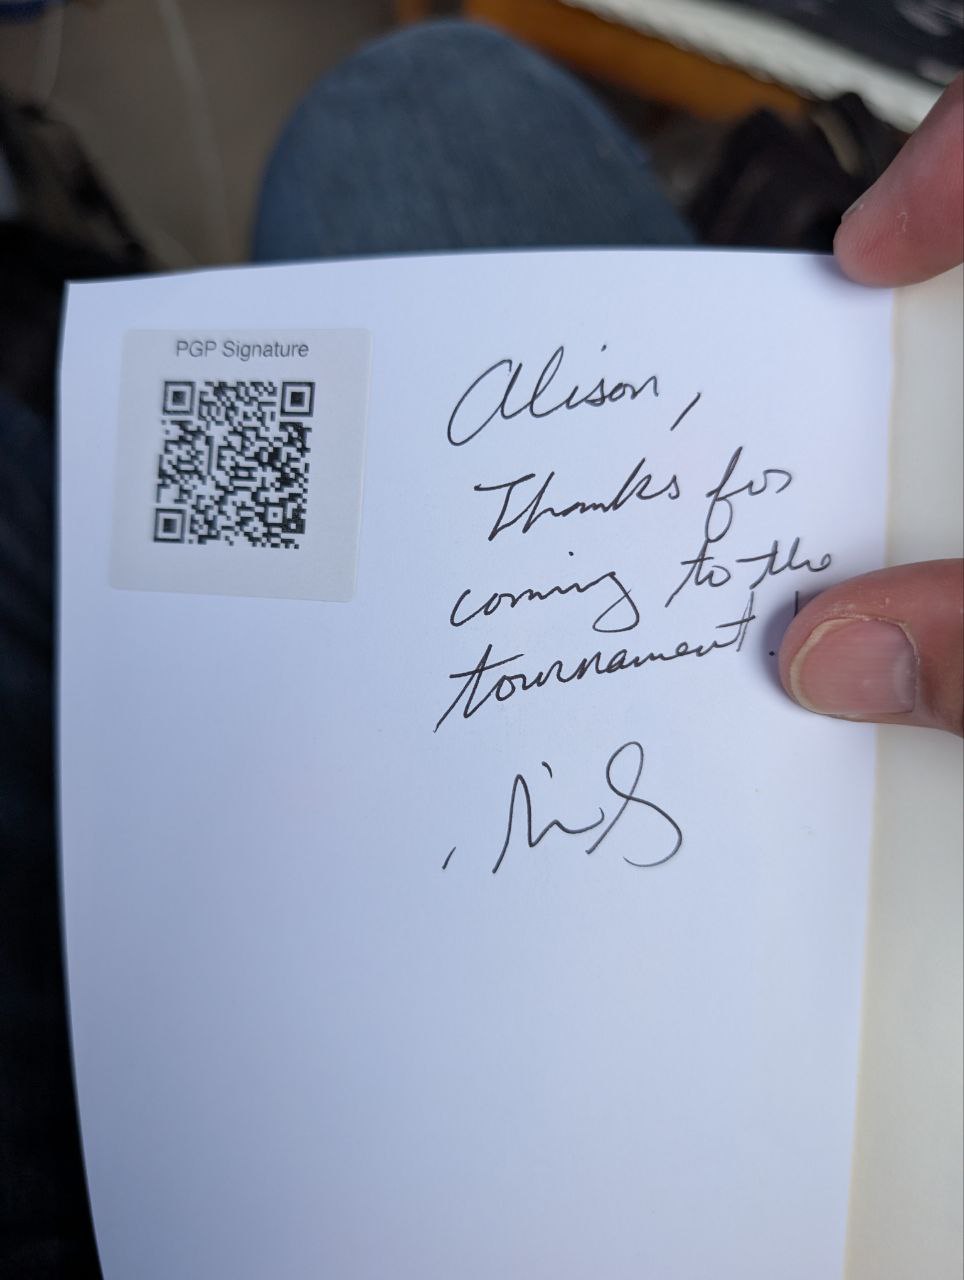 PGP Signature
Alison,
Thanks for
coming to the
tournament!